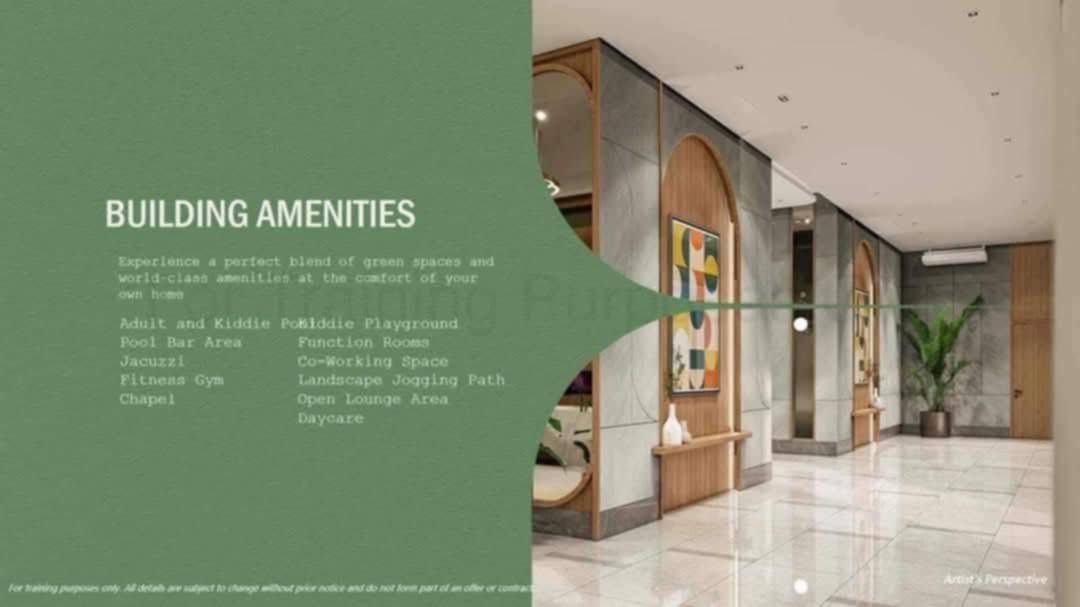 BUILDING AMENITIES
Experience a perfect blend of green spaces and
world-class amenities at the comfort of your
own home
Adult and Kiddie Pool
Pool Bar Area
Jacuzzi
Fitness Gym
Chapel
Kiddie Playground
Function Rooms
Co-Working Space
Landscape Jogging Path
Open Lounge Area
Daycare
For Training
For training purposes only. All details are subject to change without prior notice and do not form part of an offer or contract
Artist's Perspective